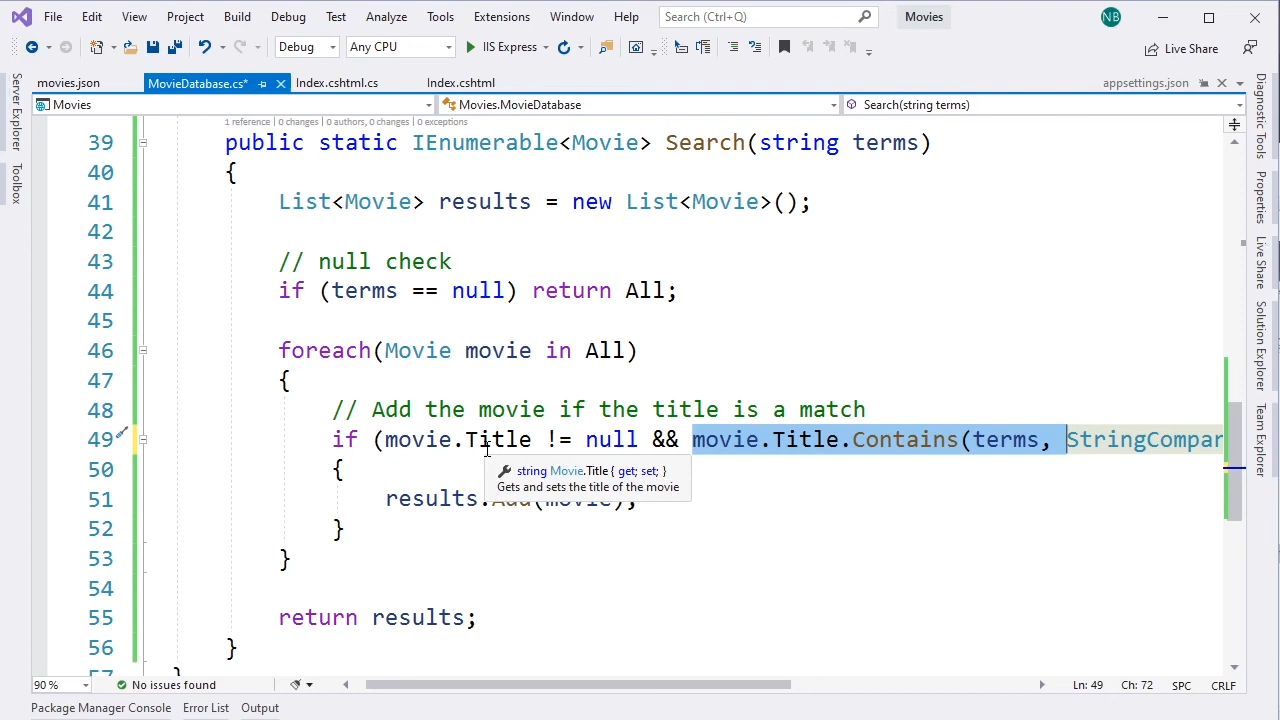 File Edit View Project Build Debug Test Analyze Tools Extensions Window Help Search (Ctrl+Q) Movies NB
Debug Any CPU IIS Express Live Share
movies.json MovieDatabase.cs* Index.cshtml.cs Index.cshtml appsettings.json
Movies Movies.MovieDatabase Search(string terms)
1 reference | 0 changes | 0 authors, 0 changes | 0 exceptions
39 public static IEnumerable<Movie> Search(string terms)
40 {
41 List<Movie> results = new List<Movie>();
42
43 // null check
44 if (terms == null) return All;
45
46 foreach(Movie movie in All)
47 {
48 // Add the movie if the title is a match
49 if (movie.Title != null && movie.Title.Contains(terms, StringCompar
50 {
string Movie.Title { get; set; }
Gets and sets the title of the movie
51 results.Add(movie);
52 }
53 }
54
55 return results;
56 }
57 }
90 % No issues found Ln: 49 Ch: 72 SPC CRLF
Package Manager Console Error List Output
Server Explorer
Toolbox
Diagnostic Tools
Properties
Live Share
Solution Explorer
Team Explorer